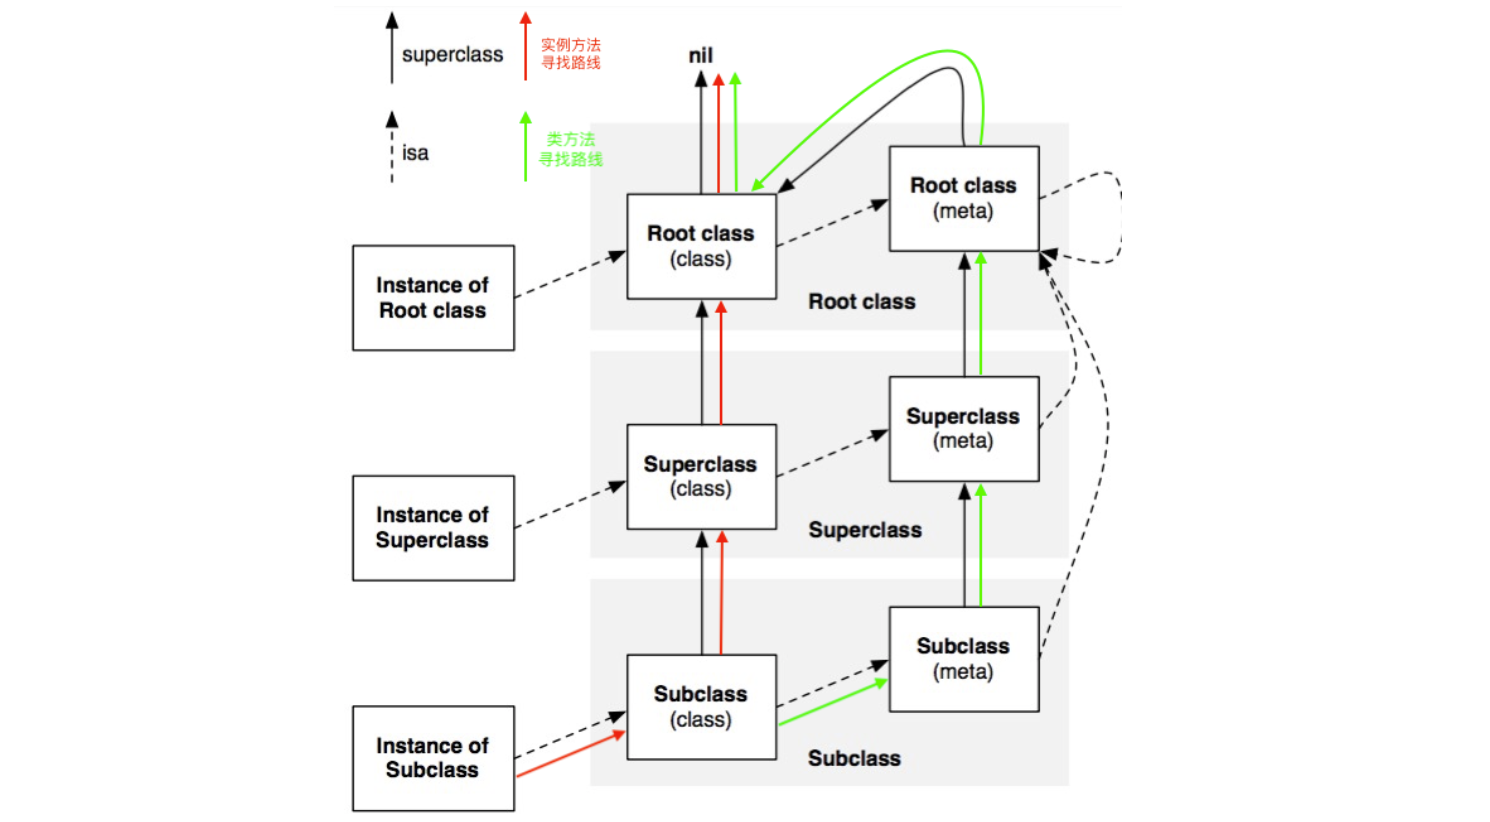 superclass
实例方法
寻找路线
isa
类方法
寻找路线
nil
Root class
(meta)
Root class
(class)
Instance of
Root class
Root class
Superclass
(meta)
Superclass
(class)
Instance of
Superclass
Superclass
Subclass
(meta)
Subclass
(class)
Instance of
Subclass
Subclass